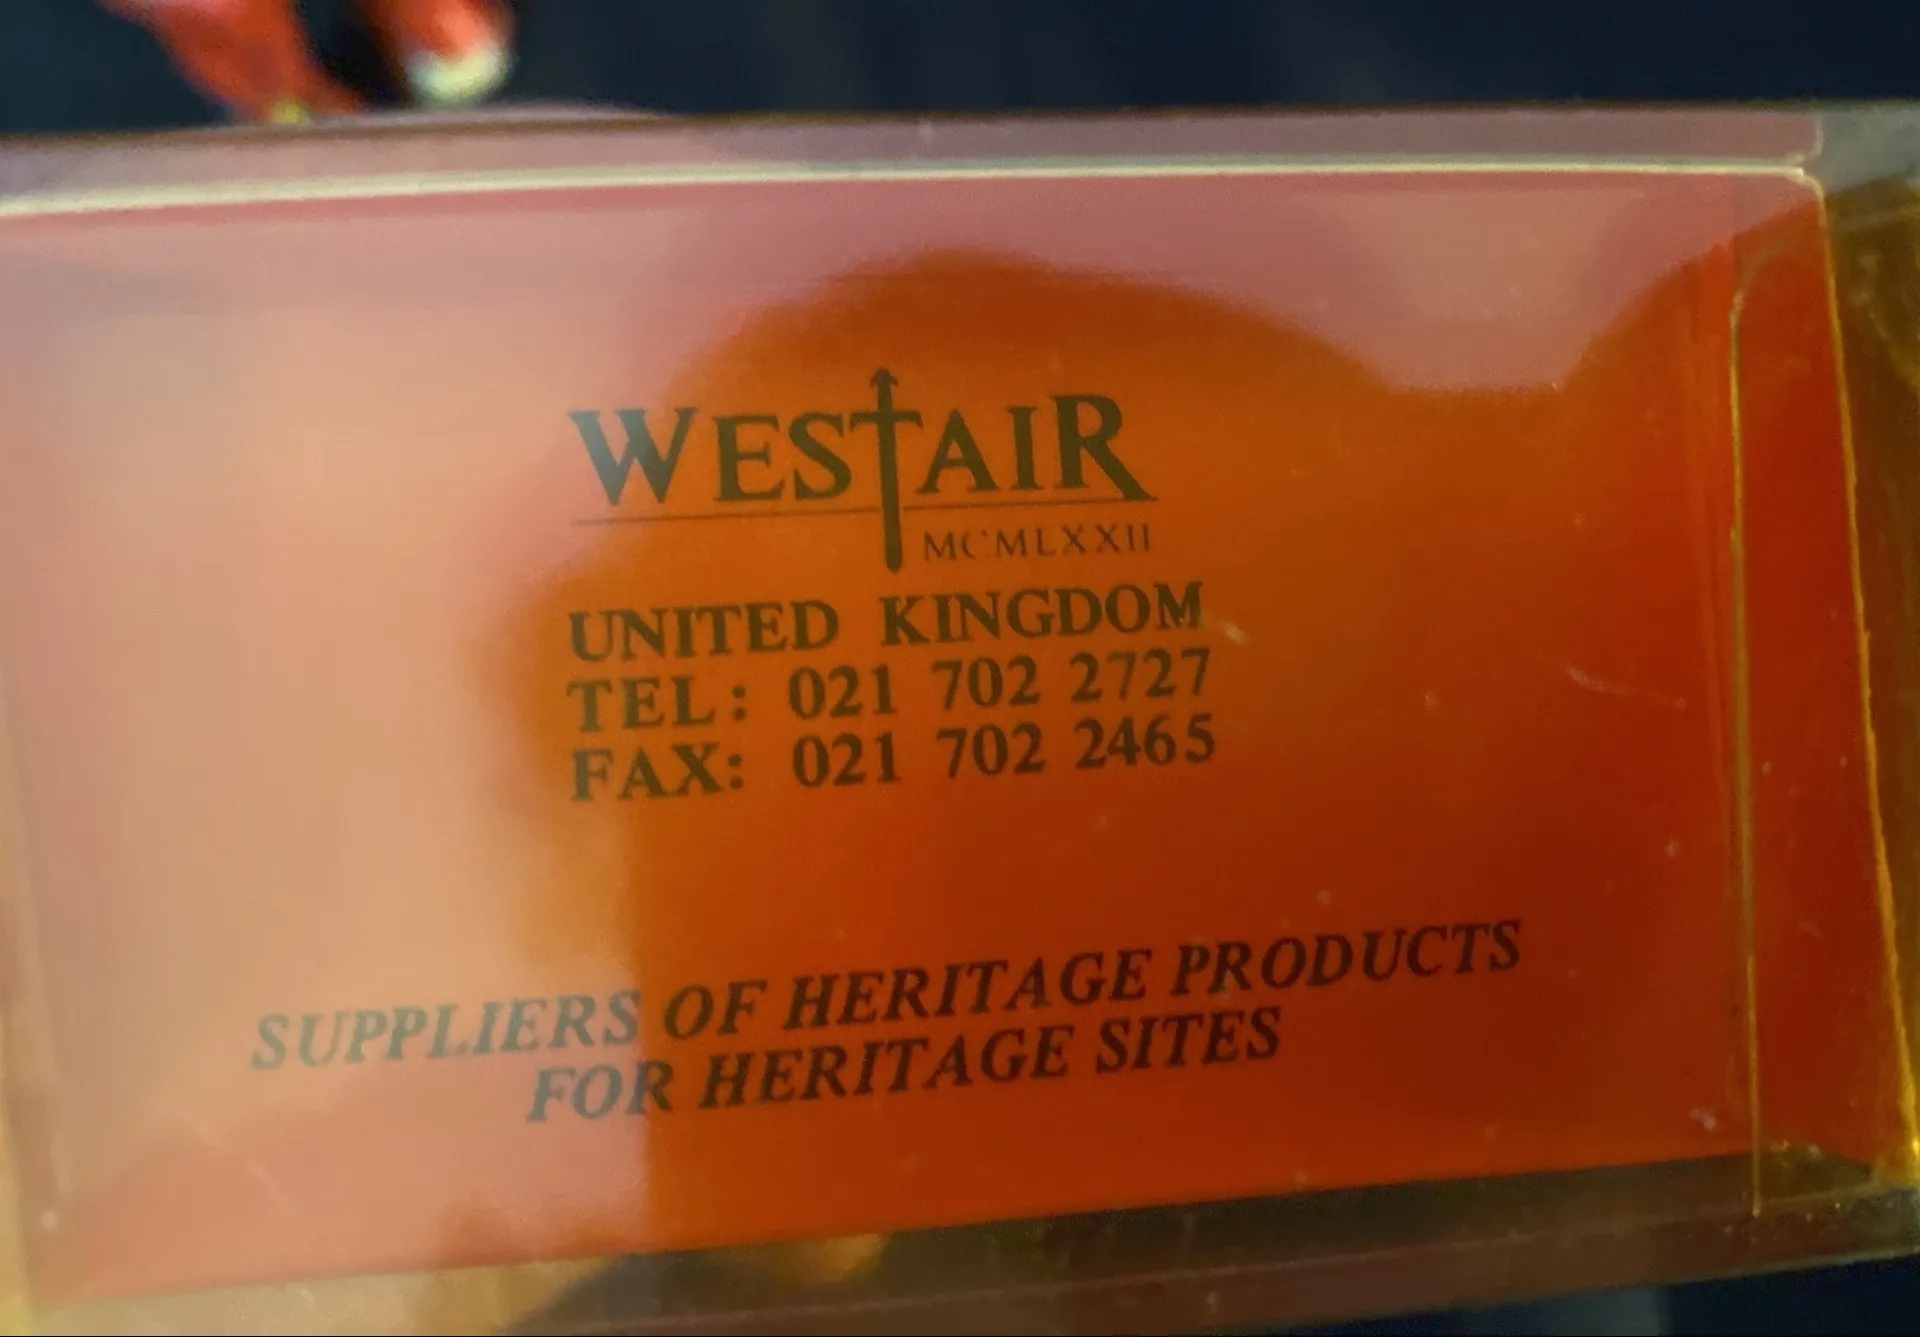 WESTAIR
MCMLXXII
UNITED KINGDOM
TEL: 021 702 2727
FAX: 021 702 2465
SUPPLIERS OF HERITAGE PRODUCTS
FOR HERITAGE SITES